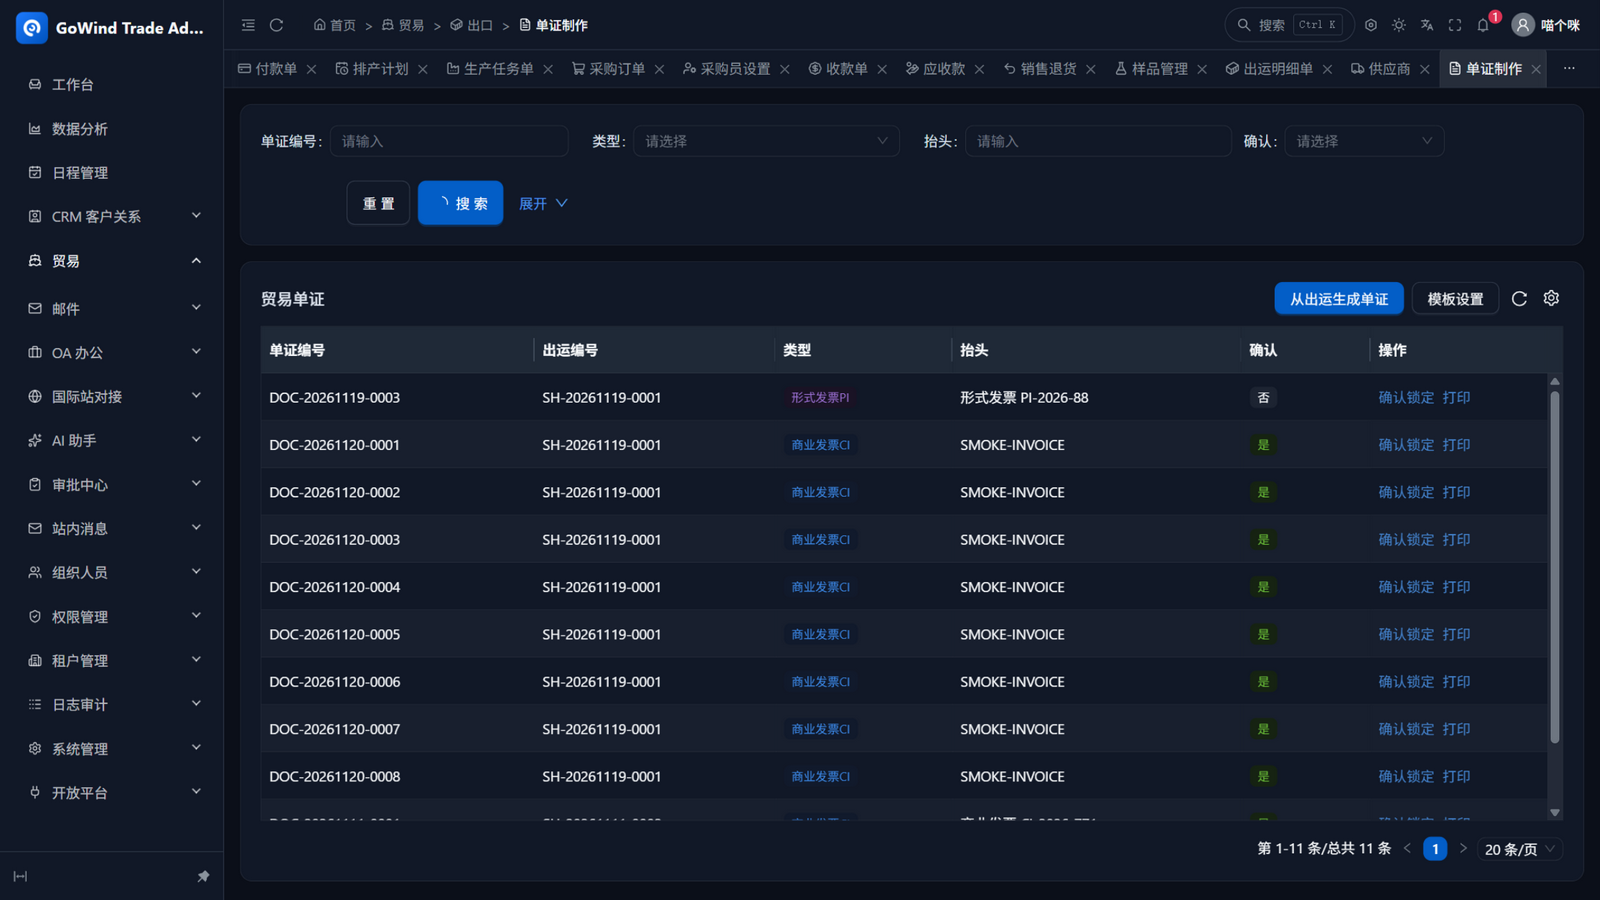 GoWind Trade Ad...
首页 > 贸易 > 出口 > 单证制作
搜索 Ctrl K
1
喵个咪
付款单 排产计划 生产任务单 采购订单 采购员设置 收款单 应收款 销售退货 样品管理 出运明细单 供应商 单证制作
工作台
数据分析
日程管理
CRM 客户关系
贸易
邮件
OA 办公
国际站对接
AI 助手
审批中心
站内消息
组织人员
权限管理
租户管理
日志审计
系统管理
开放平台
单证编号: 请输入 类型: 请选择 抬头: 请输入 确认: 请选择
重 置 搜 索 展开
贸易单证
从出运生成单证 模板设置
单证编号 出运编号 类型 抬头 确认 操作
DOC-20261119-0003 SH-20261119-0001 形式发票PI 形式发票 PI-2026-88 否 确认锁定 打印
DOC-20261120-0001 SH-20261119-0001 商业发票CI SMOKE-INVOICE 是 确认锁定 打印
DOC-20261120-0002 SH-20261119-0001 商业发票CI SMOKE-INVOICE 是 确认锁定 打印
DOC-20261120-0003 SH-20261119-0001 商业发票CI SMOKE-INVOICE 是 确认锁定 打印
DOC-20261120-0004 SH-20261119-0001 商业发票CI SMOKE-INVOICE 是 确认锁定 打印
DOC-20261120-0005 SH-20261119-0001 商业发票CI SMOKE-INVOICE 是 确认锁定 打印
DOC-20261120-0006 SH-20261119-0001 商业发票CI SMOKE-INVOICE 是 确认锁定 打印
DOC-20261120-0007 SH-20261119-0001 商业发票CI SMOKE-INVOICE 是 确认锁定 打印
DOC-20261120-0008 SH-20261119-0001 商业发票CI SMOKE-INVOICE 是 确认锁定 打印
第 1-11 条/总共 11 条 1 20 条/页